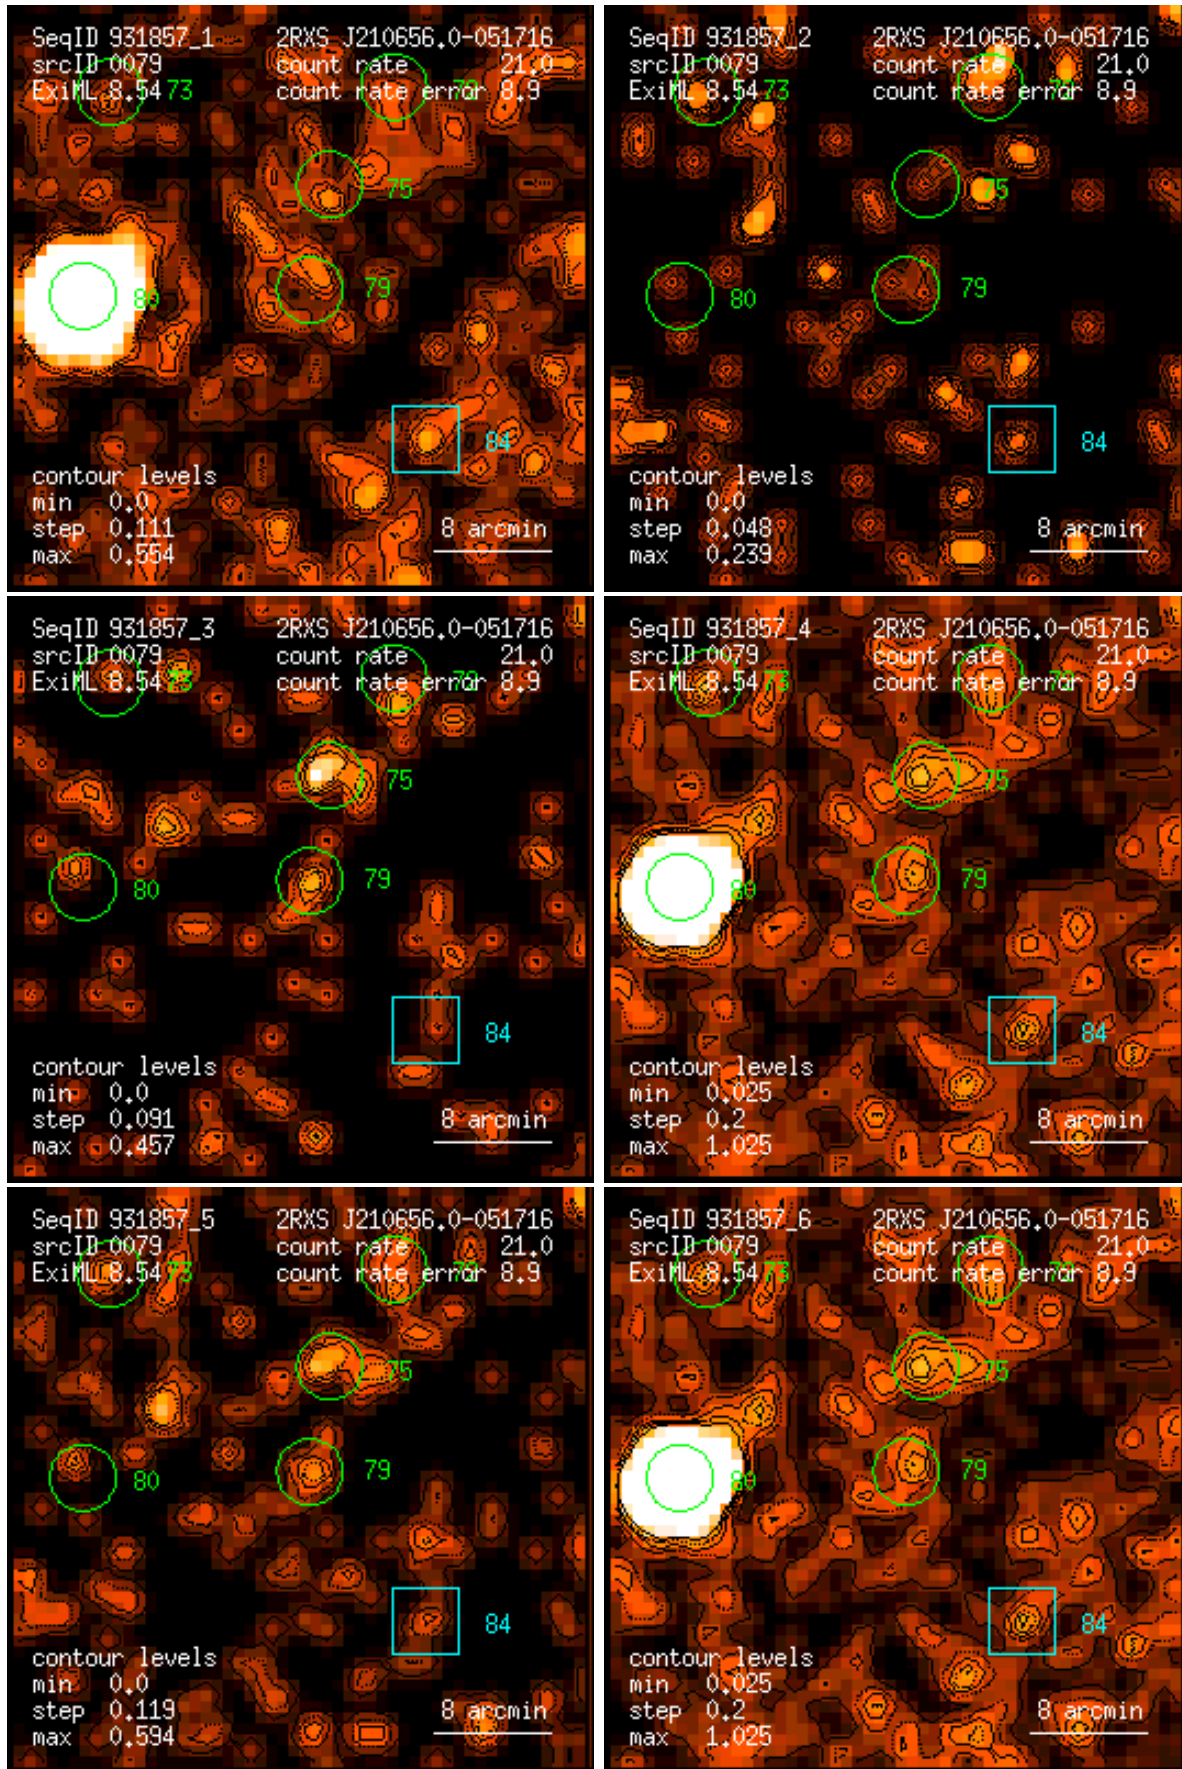 SeqID 931857_1 2RXS J210656.0-051716
srcID 0079 count rate 21.0
ExiML 8.54 73 count rate error 8.9
75
79
80
84
contour levels
min 0.0
step 0.111
max 0.554
8 arcmin
SeqID 931857_2 2RXS J210656.0-051716
srcID 0079 count rate 21.0
ExiML 8.54 73 count rate error 8.9
75
79
80
84
contour levels
min 0.0
step 0.048
max 0.239
8 arcmin
SeqID 931857_3 2RXS J210656.0-051716
srcID 0079 count rate 21.0
ExiML 8.54 73 count rate error 8.9
75
79
80
84
contour levels
min 0.0
step 0.091
max 0.457
8 arcmin
SeqID 931857_4 2RXS J210656.0-051716
srcID 0079 count rate 21.0
ExiML 8.54 73 count rate error 8.9
75
79
80
84
contour levels
min 0.025
step 0.2
max 1.025
8 arcmin
SeqID 931857_5 2RXS J210656.0-051716
srcID 0079 count rate 21.0
ExiML 8.54 73 count rate error 8.9
75
79
80
84
contour levels
min 0.0
step 0.119
max 0.594
8 arcmin
SeqID 931857_6 2RXS J210656.0-051716
srcID 0079 count rate 21.0
ExiML 8.54 73 count rate error 8.9
75
79
80
84
contour levels
min 0.025
step 0.2
max 1.025
8 arcmin